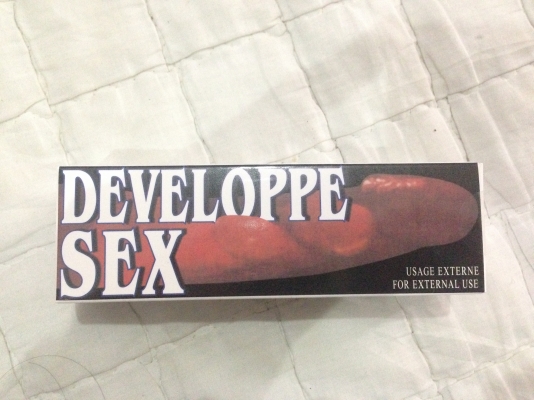 DEVELOPPE
SEX
USAGE EXTERNE
FOR EXTERNAL USE